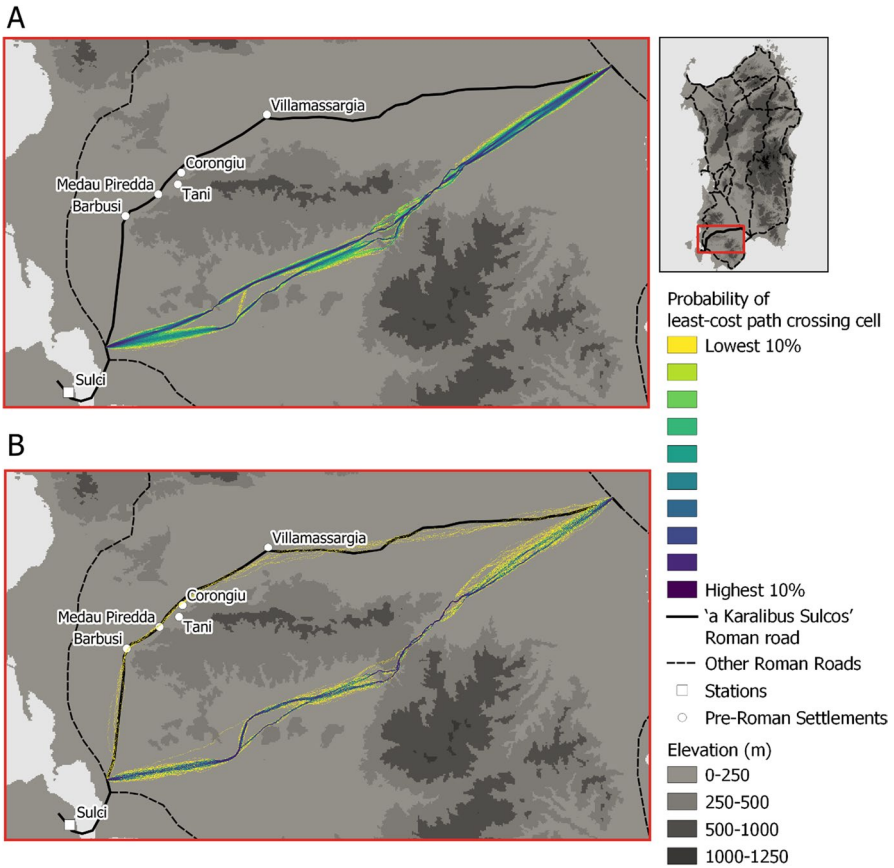 A
Villamassargia
Corongiu
Medau Piredda
Tani
Barbusi
Sulci
B
Villamassargia
Corongiu
Medau Piredda
Tani
Barbusi
Sulci
Probability of
least-cost path crossing cell
Lowest 10%
Highest 10%
‘a Karalibus Sulcos’
Roman road
Other Roman Roads
Stations
Pre-Roman Settlements
Elevation (m)
0-250
250-500
500-1000
1000-1250